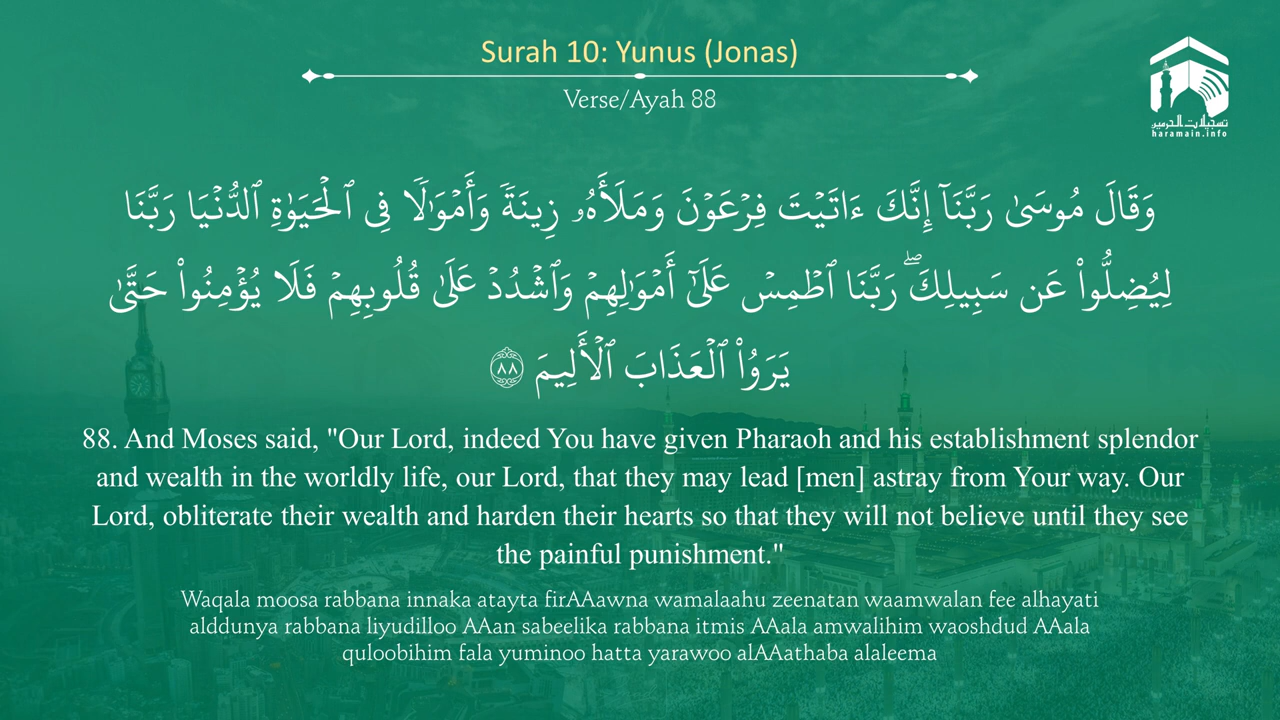 Surah 10: Yunus (Jonas)
Verse/Ayah 88
تسجيلات الحرمين
haramain.info
وَقَالَ مُوسَىٰ رَبَّنَآ إِنَّكَ ءَاتَيْتَ فِرْعَوْنَ وَمَلَأَهُۥ زِينَةً وَأَمْوَٰلًا فِى ٱلْحَيَوٰةِ ٱلدُّنْيَا رَبَّنَا
لِيُضِلُّوا۟ عَن سَبِيلِكَ ۖ رَبَّنَا ٱطْمِسْ عَلَىٰٓ أَمْوَٰلِهِمْ وَٱشْدُدْ عَلَىٰ قُلُوبِهِمْ فَلَا يُؤْمِنُوا۟ حَتَّىٰ
يَرَوُا۟ ٱلْعَذَابَ ٱلْأَلِيمَ ٨٨
88. And Moses said, "Our Lord, indeed You have given Pharaoh and his establishment splendor
and wealth in the worldly life, our Lord, that they may lead [men] astray from Your way. Our
Lord, obliterate their wealth and harden their hearts so that they will not believe until they see
the painful punishment."
Waqala moosa rabbana innaka atayta firAAawna wamalaahu zeenatan waamwalan fee alhayati
alddunya rabbana liyudilloo AAan sabeelika rabbana itmis AAala amwalihim waoshdud AAala
quloobihim fala yuminoo hatta yarawoo alAAathaba alaleema